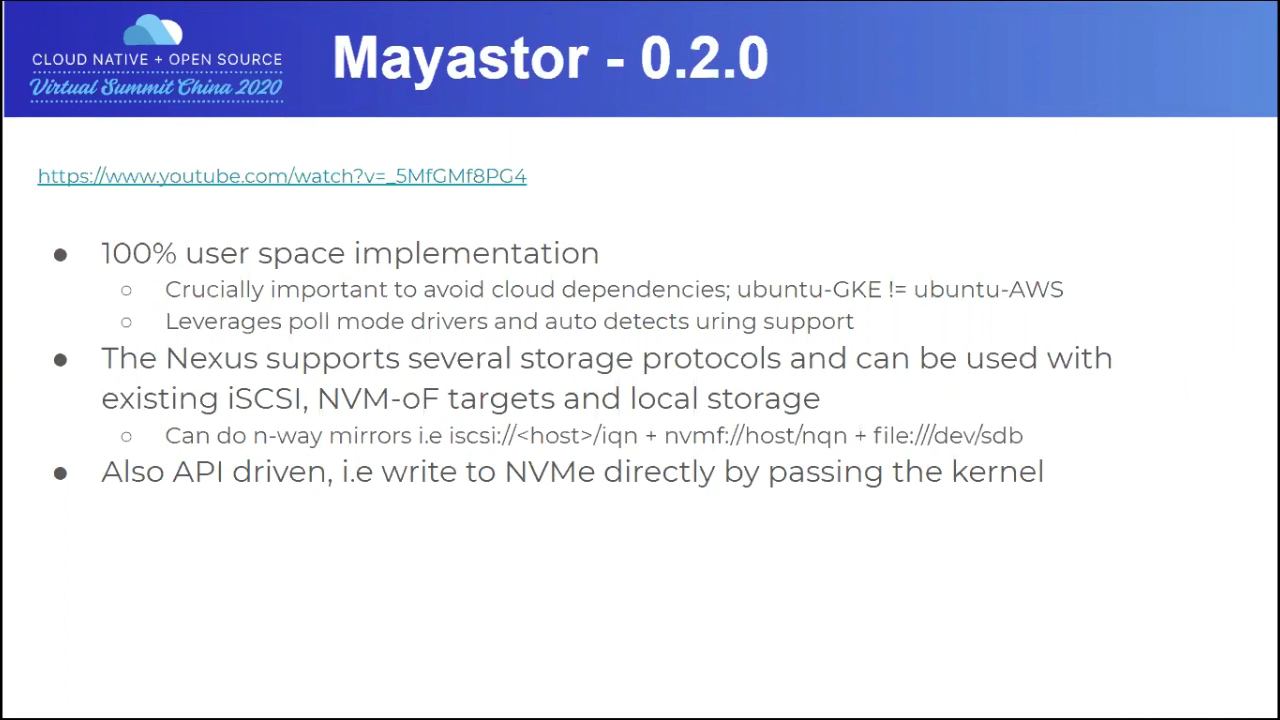 CLOUD NATIVE + OPEN SOURCE
Virtual Summit China 2020
Mayastor - 0.2.0
https://www.youtube.com/watch?v=_5MfGMf8PG4
● 100% user space implementation
○ Crucially important to avoid cloud dependencies; ubuntu-GKE != ubuntu-AWS
○ Leverages poll mode drivers and auto detects uring support
● The Nexus supports several storage protocols and can be used with
existing iSCSI, NVM-oF targets and local storage
○ Can do n-way mirrors i.e iscsi://<host>/iqn + nvmf://host/nqn + file:///dev/sdb
● Also API driven, i.e write to NVMe directly by passing the kernel